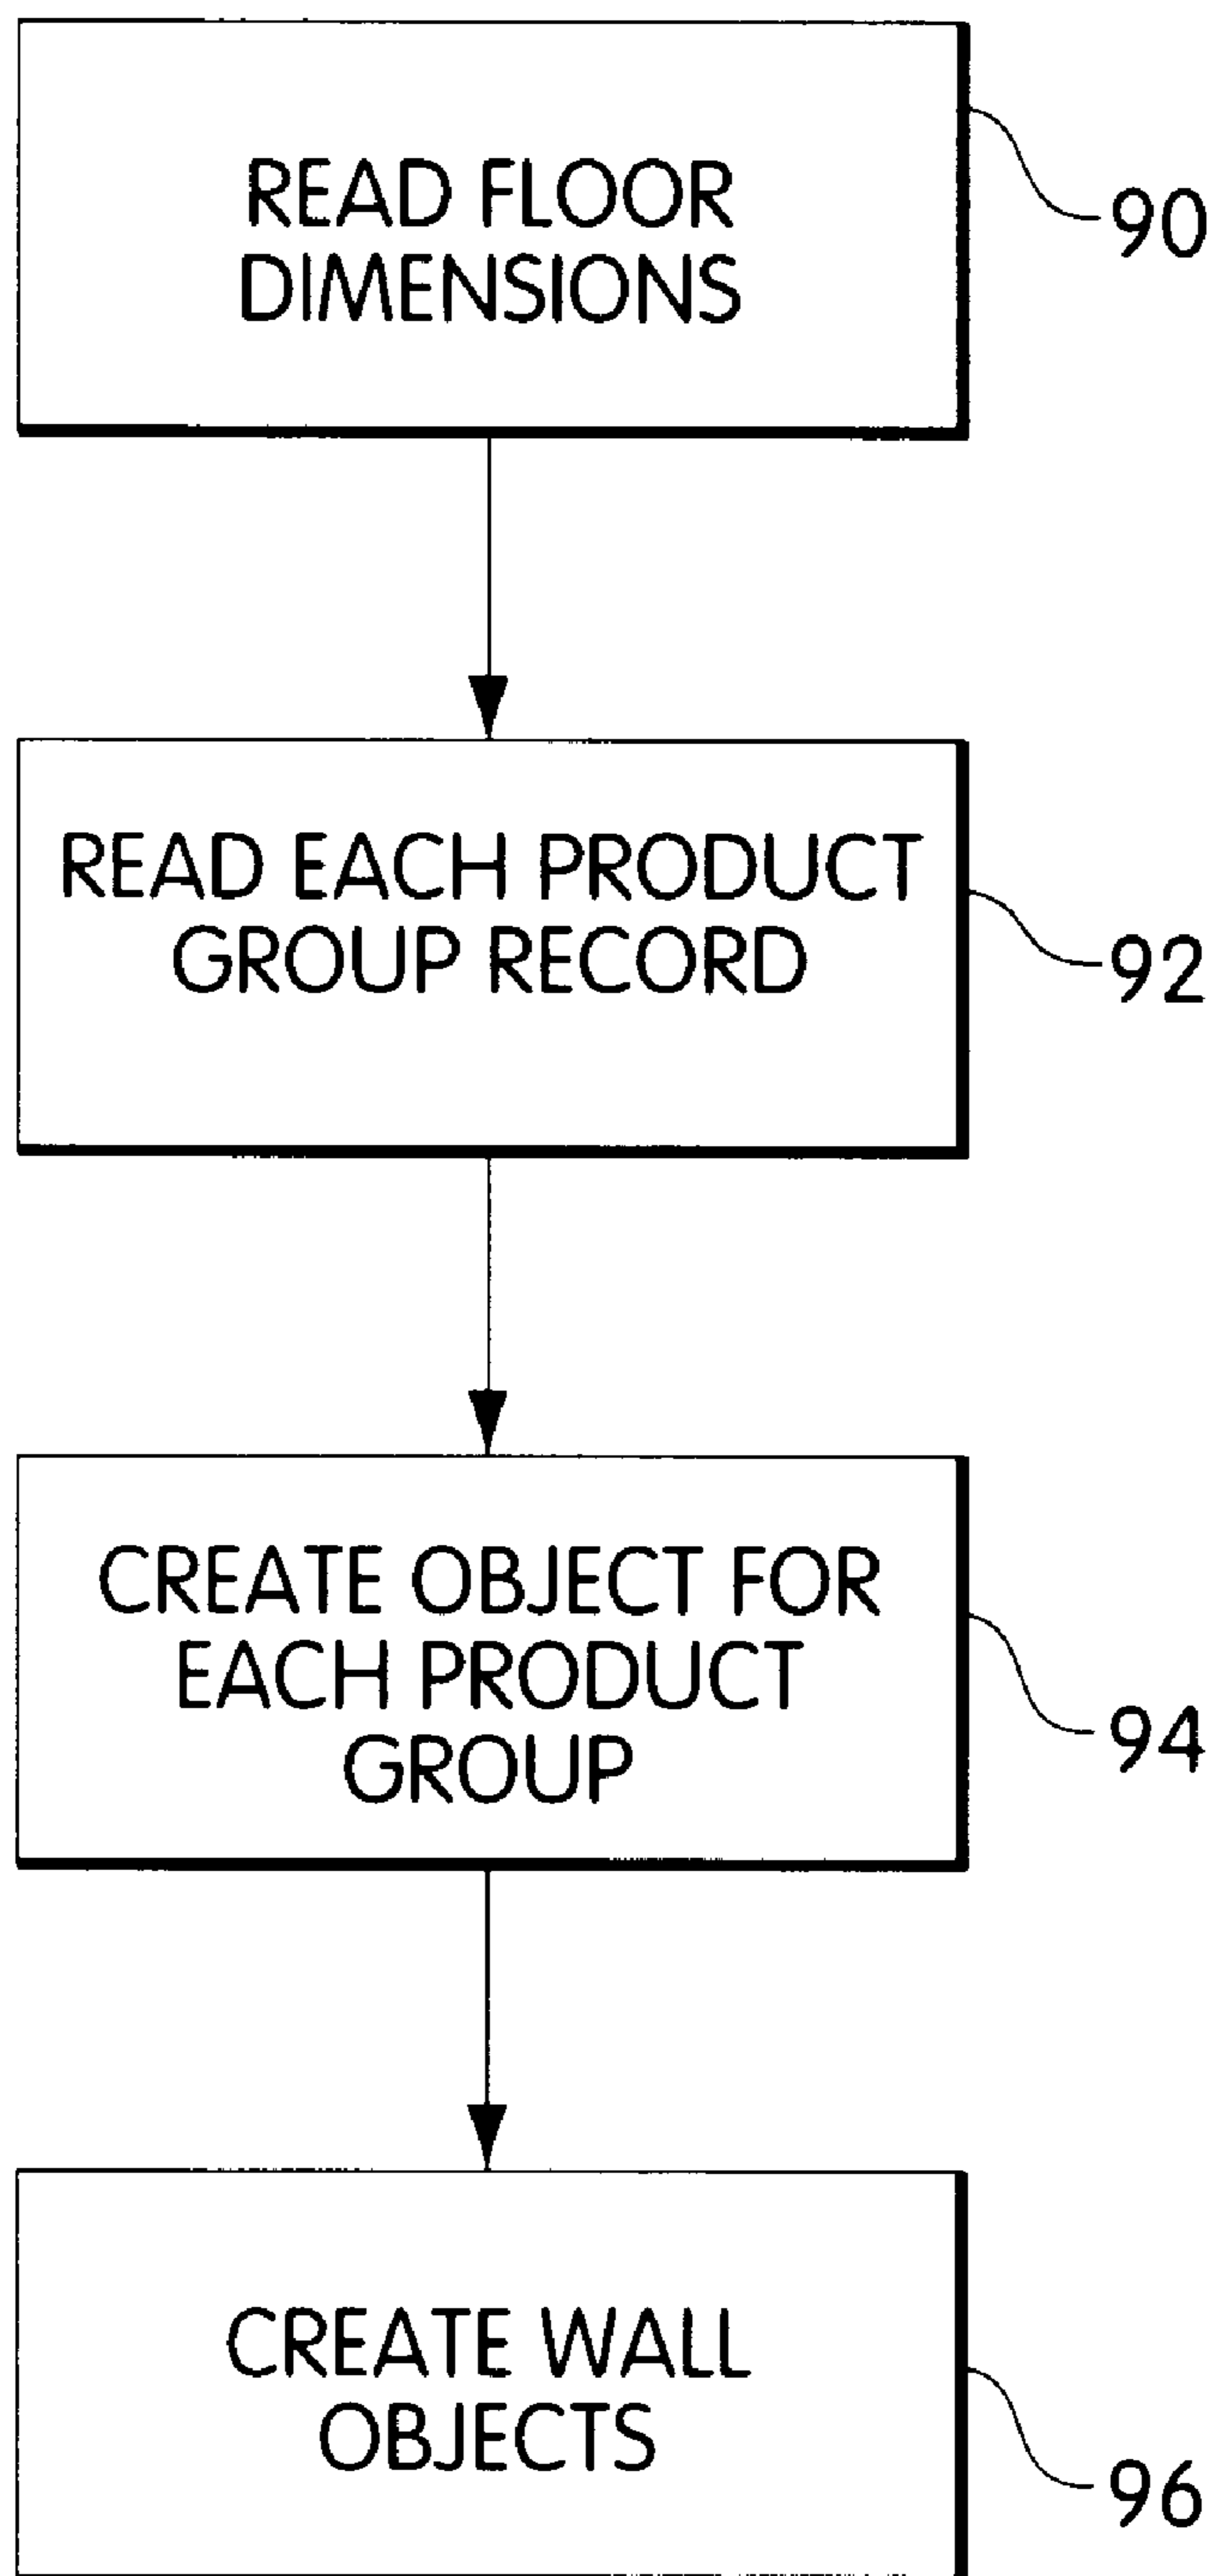 READ FLOOR
DIMENSIONS
90
READ EACH PRODUCT
GROUP RECORD
92
CREATE OBJECT FOR
EACH PRODUCT
GROUP
94
CREATE WALL
OBJECTS
96